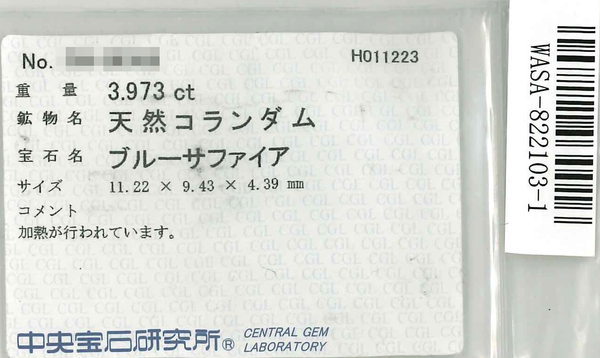 No.
H011223
重量 3.973 ct
鉱物名 天然コランダム
宝石名 ブルーサファイア
サイズ 11.22 × 9.43 × 4.39 mm
コメント
加熱が行われています。
中央宝石研究所® CENTRAL GEM
LABORATORY
WASA-822103-1